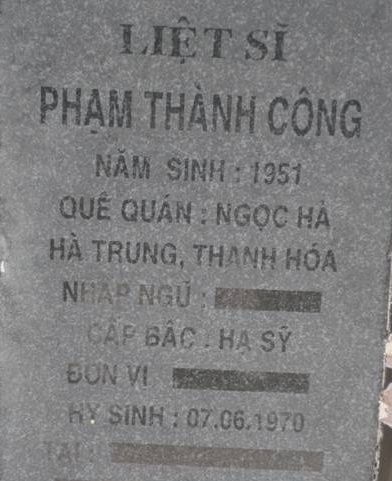 LIỆT SĨ
PHẠM THÀNH CÔNG
NĂM SINH : 1951
QUÊ QUÁN : NGỌC HÀ
HÀ TRUNG, THANH HÓA
NHẬP NGŨ :
CẤP BẬC : HẠ SỸ
ĐƠN VỊ
HY SINH : 07.06.1970
TẠI :